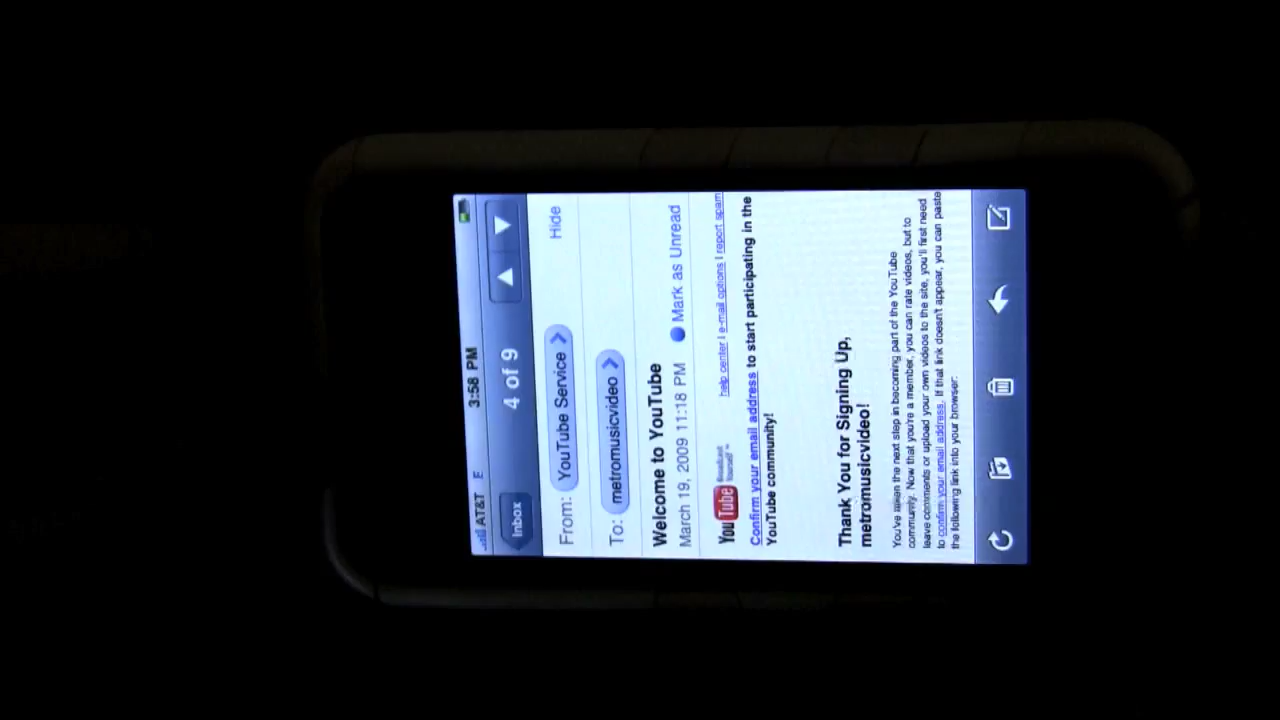 AT&T E 3:58 PM
Inbox 4 of 9
From: YouTube Service Hide
To: metromusicvideo
Welcome to YouTube
March 19, 2009 11:18 PM Mark as Unread
YouTube Broadcast Yourself™ help center | e-mail options | report spam
Confirm your email address to start participating in the
YouTube community!
Thank You for Signing Up,
metromusicvideo!
You've taken the next step in becoming part of the YouTube
community. Now that you're a member, you can rate videos, but to
leave comments or upload your own videos to the site, you'll first need
to confirm your email address. If that link doesn't appear, you can paste
the following link into your browser: